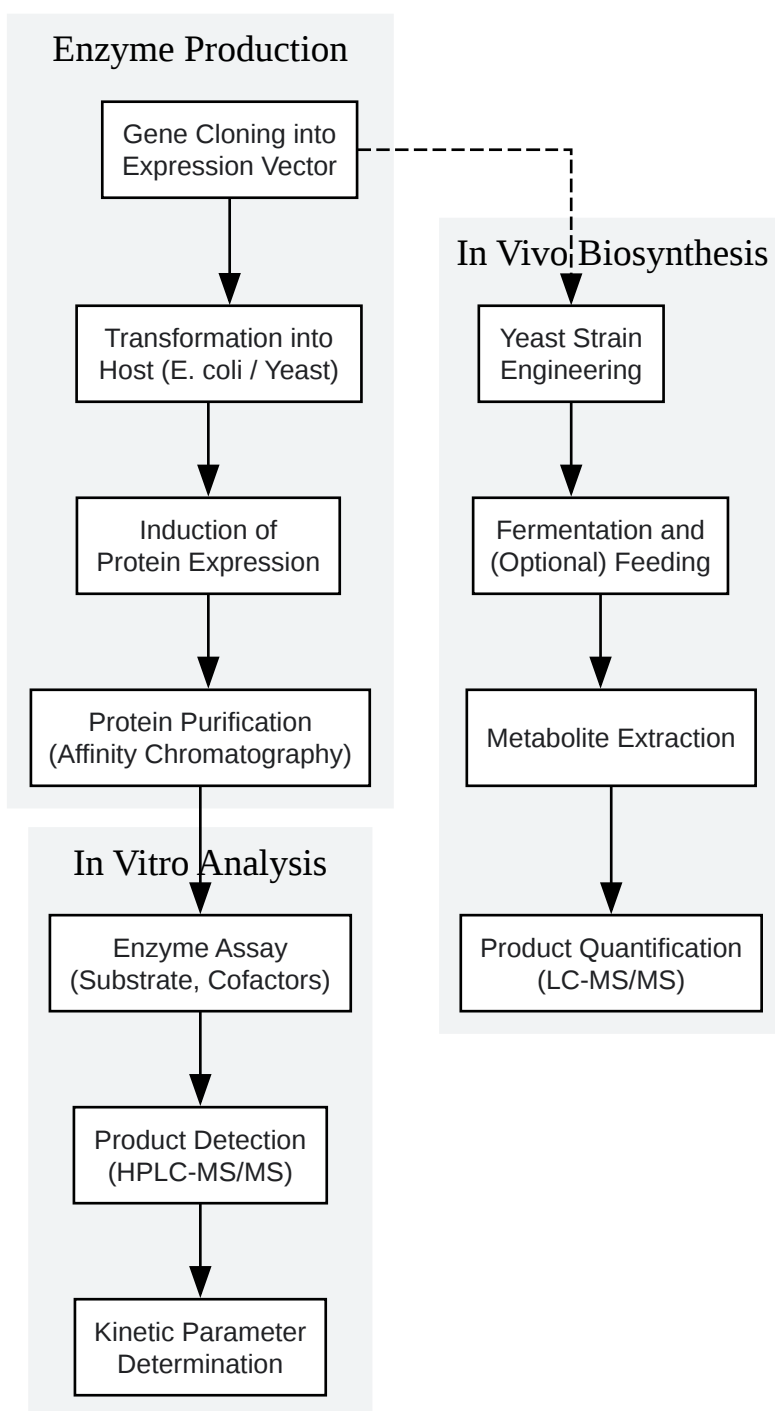 Enzyme Production
Gene Cloning into
Expression Vector
Transformation into
Host (E. coli / Yeast)
Induction of
Protein Expression
Protein Purification
(Affinity Chromatography)
In Vitro Analysis
Enzyme Assay
(Substrate, Cofactors)
Product Detection
(HPLC-MS/MS)
Kinetic Parameter
Determination
In Vivo Biosynthesis
Yeast Strain
Engineering
Fermentation and
(Optional) Feeding
Metabolite Extraction
Product Quantification
(LC-MS/MS)